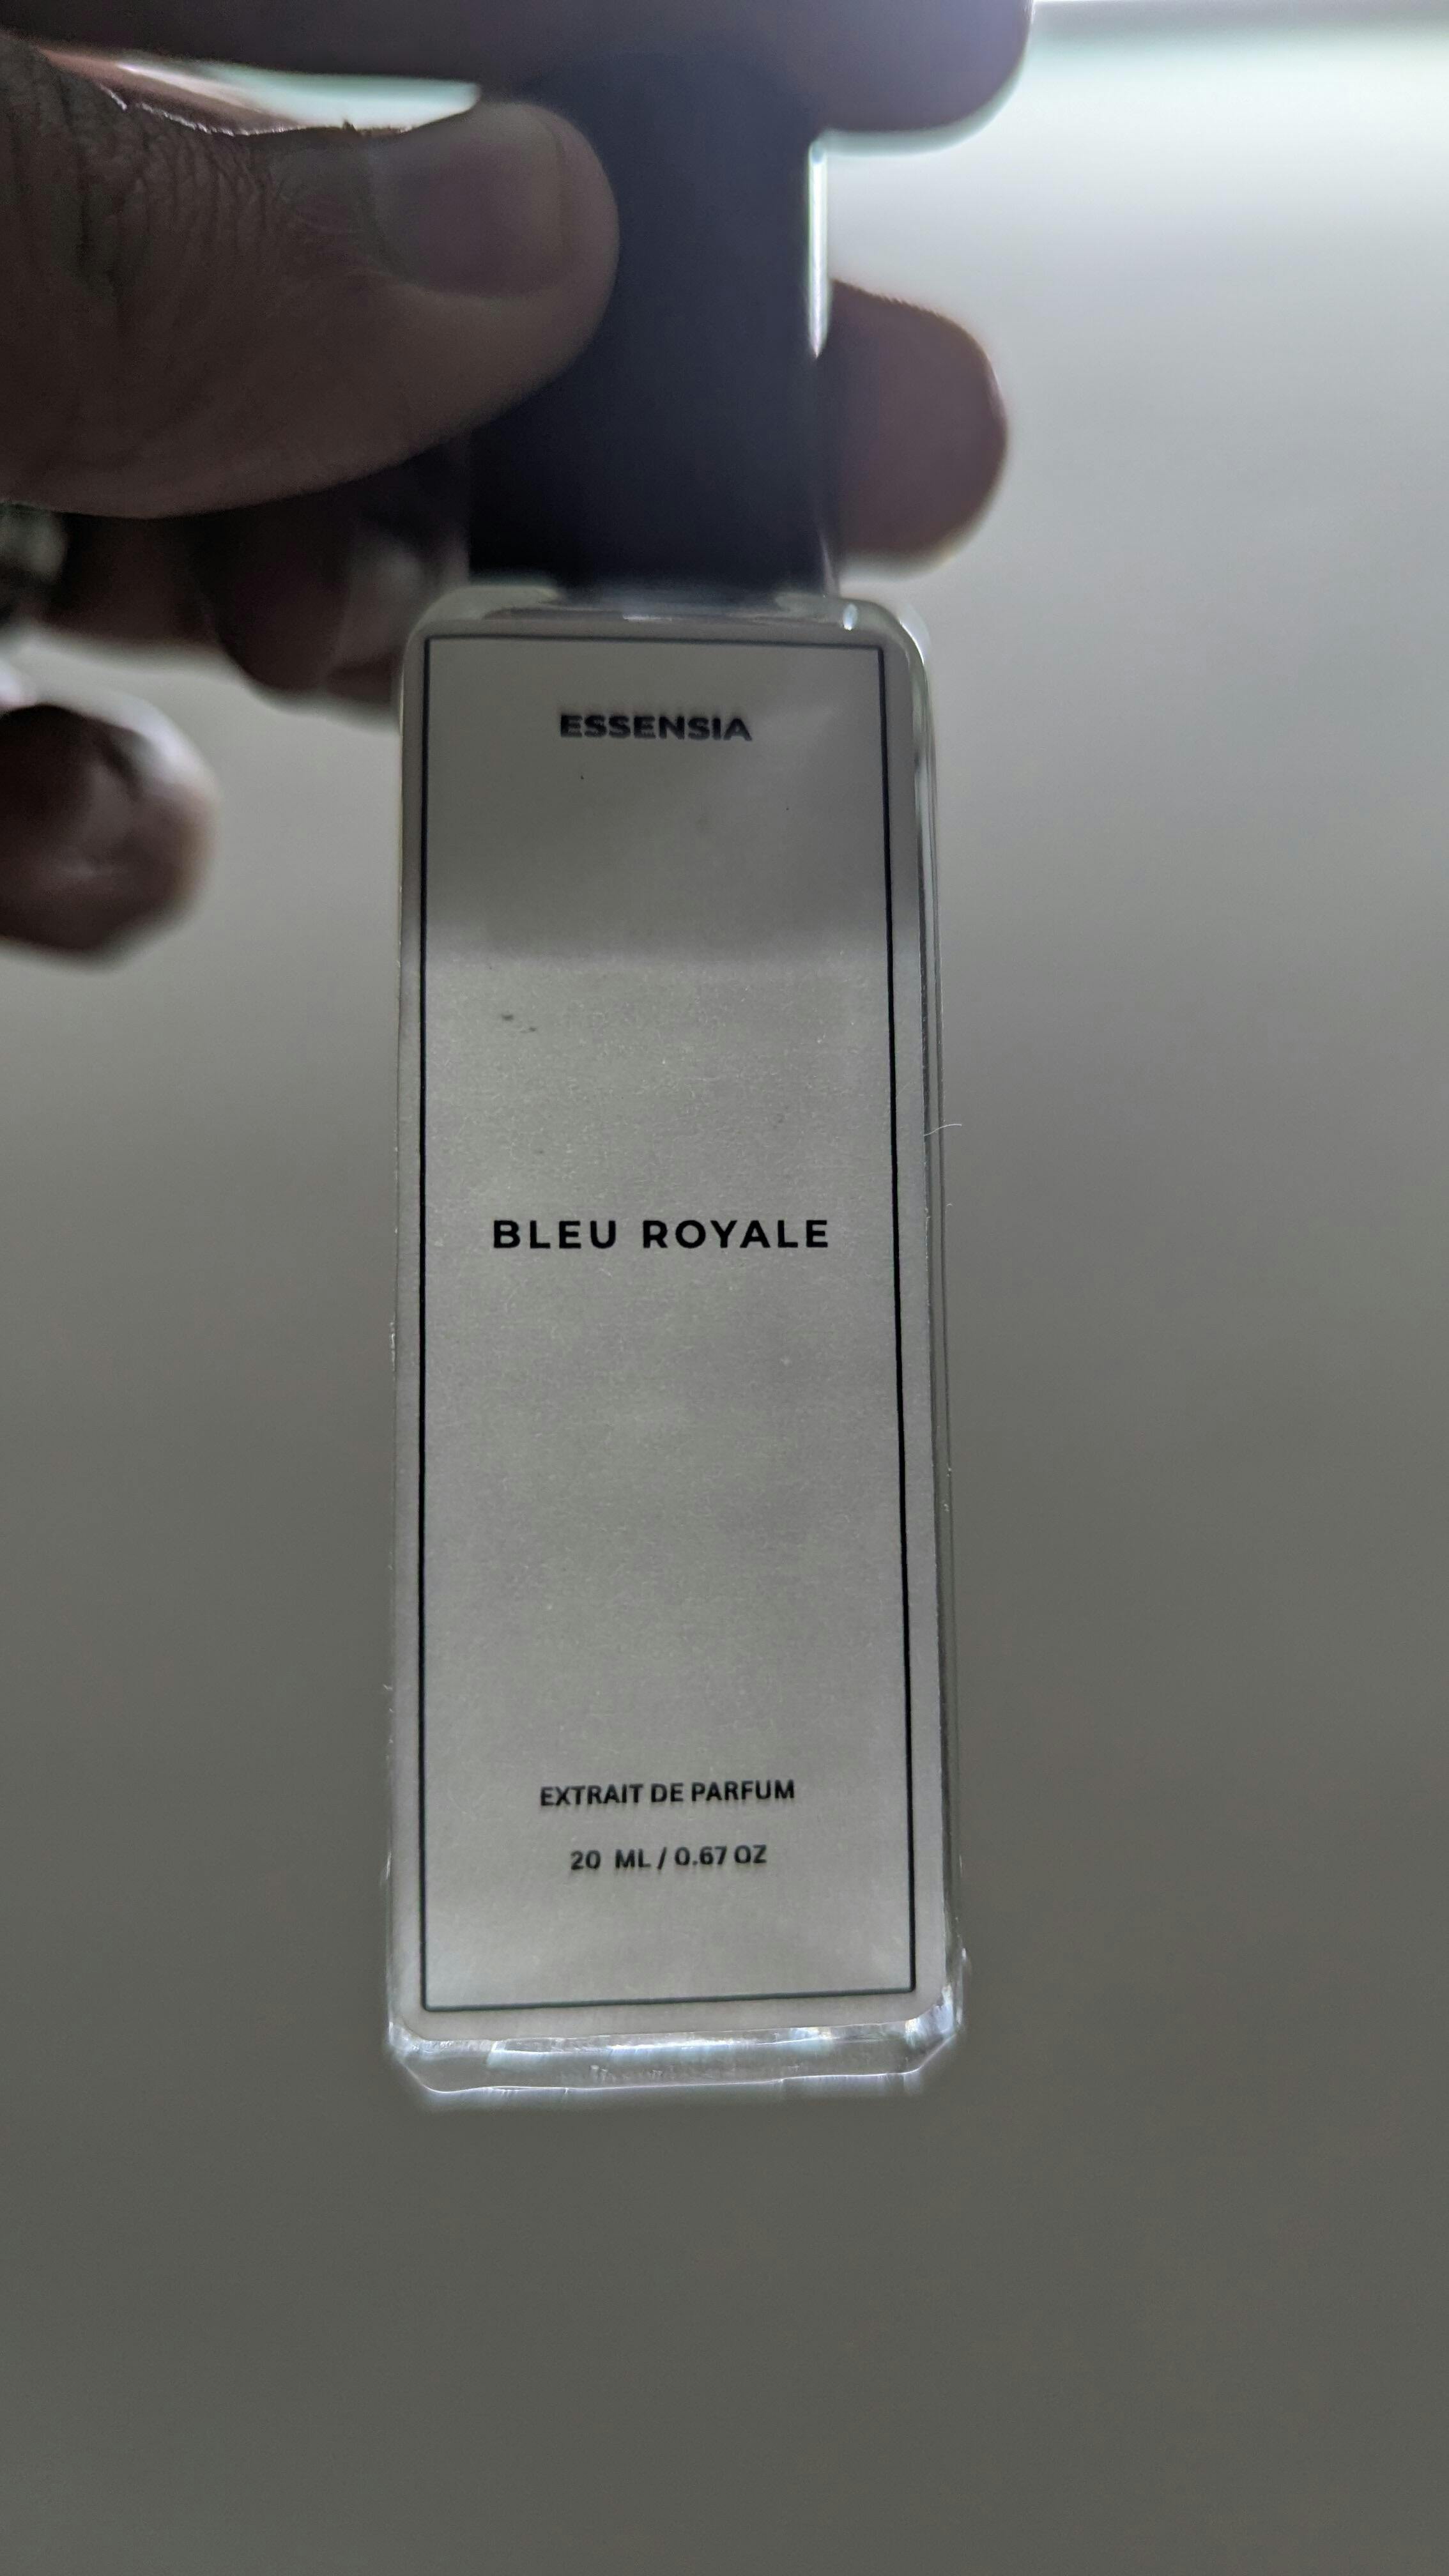 ESSENSIA
BLEU ROYALE
EXTRAIT DE PARFUM
20 ML / 0.67 OZ